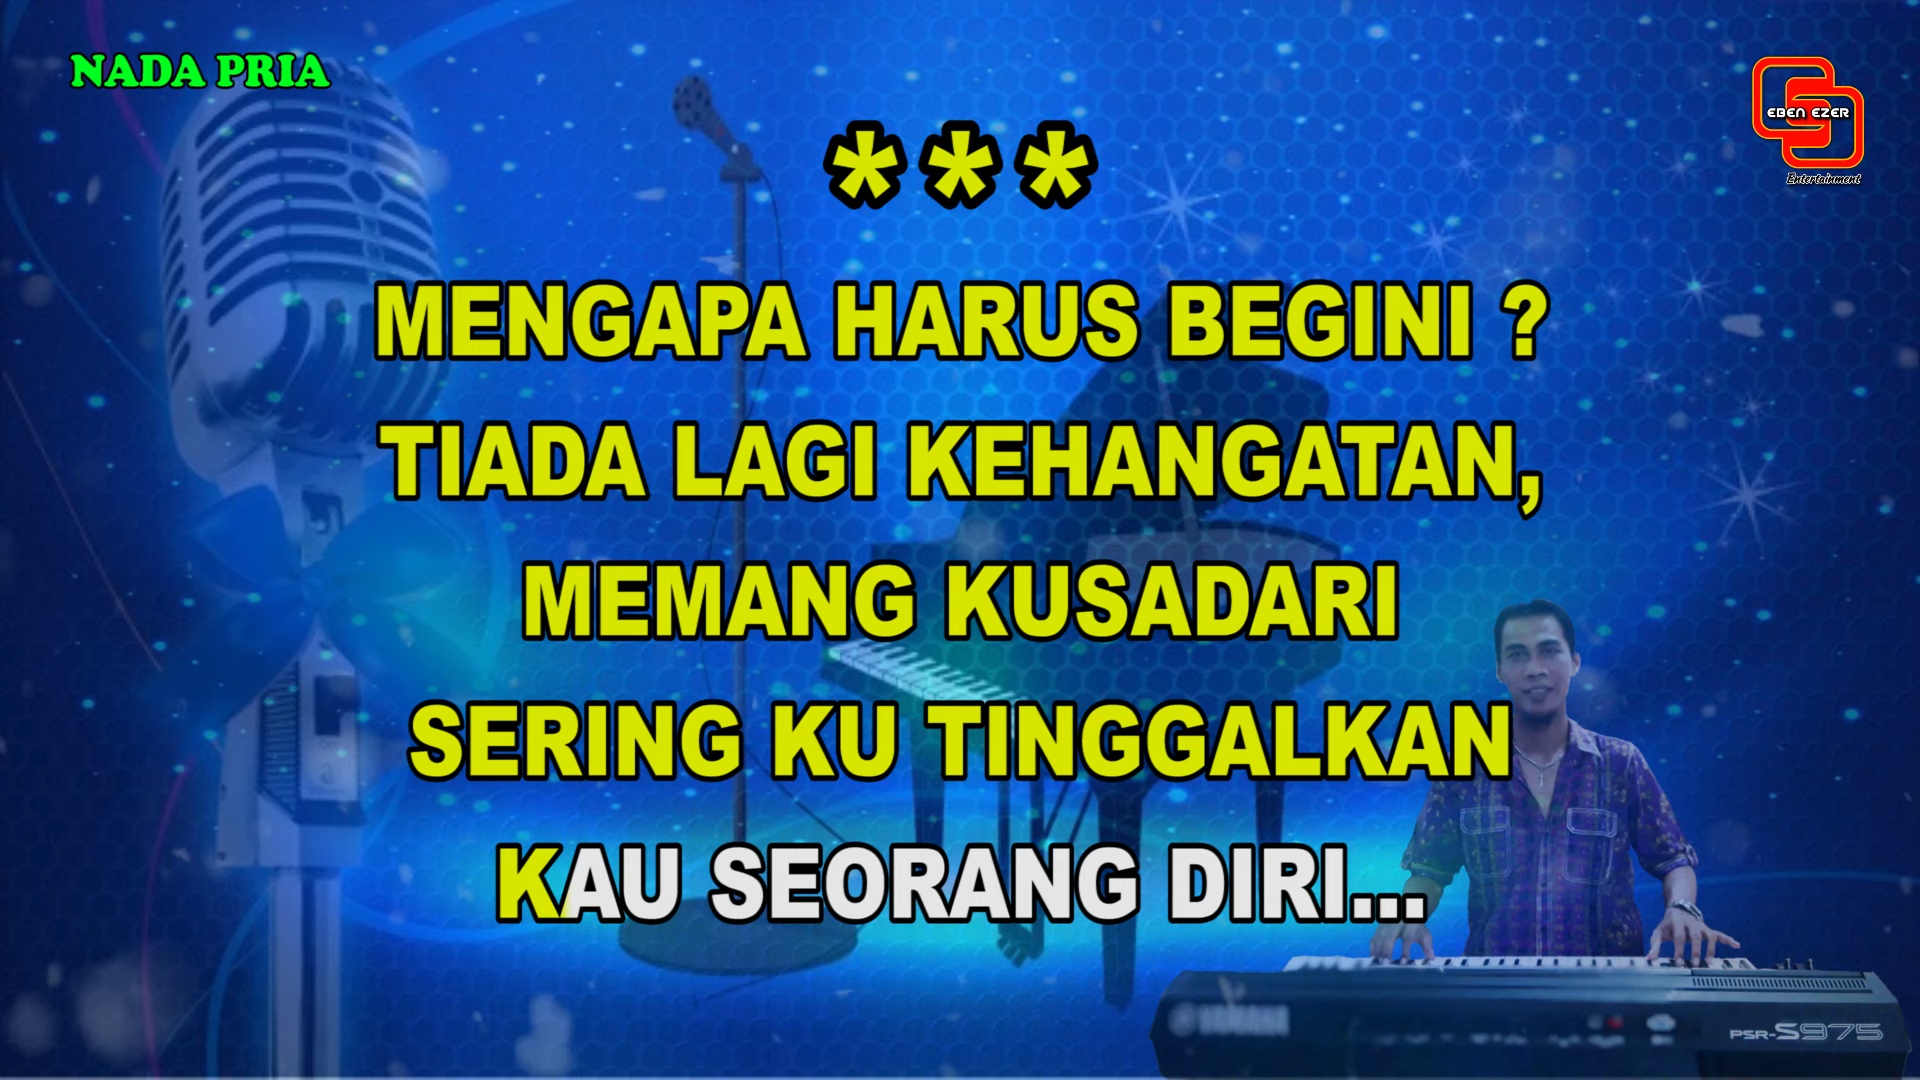 NADA PRIA
EBEN EZER
Entertainment
***
MENGAPA HARUS BEGINI ?
TIADA LAGI KEHANGATAN,
MEMANG KUSADARI
SERING KU TINGGALKAN
KAU SEORANG DIRI...
YAMAHA
PSR-S975